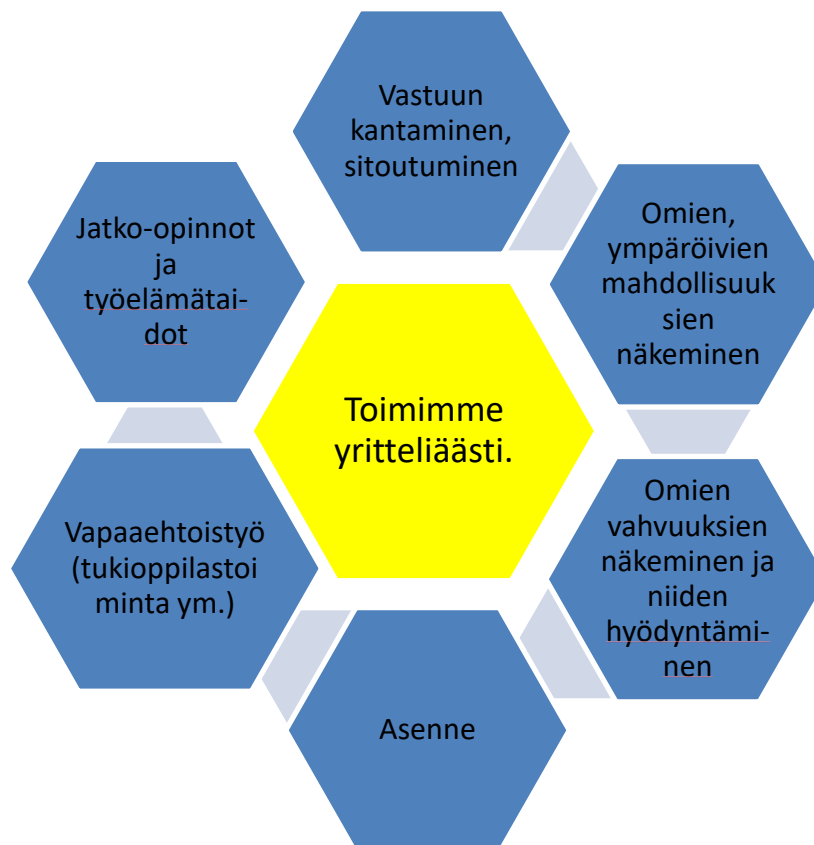 Vastuun
kantaminen,
sitoutuminen
Omien,
ympäröivien
mahdollisuuk
sien
näkeminen
Omien
vahvuuksien
näkeminen ja
niiden
hyödyntämi-
nen
Asenne
Vapaaehtoistyö
(tukioppilastoi
minta ym.)
Jatko-opinnot
ja
työelämätai-
dot
Toimimme
yritteliäästi.